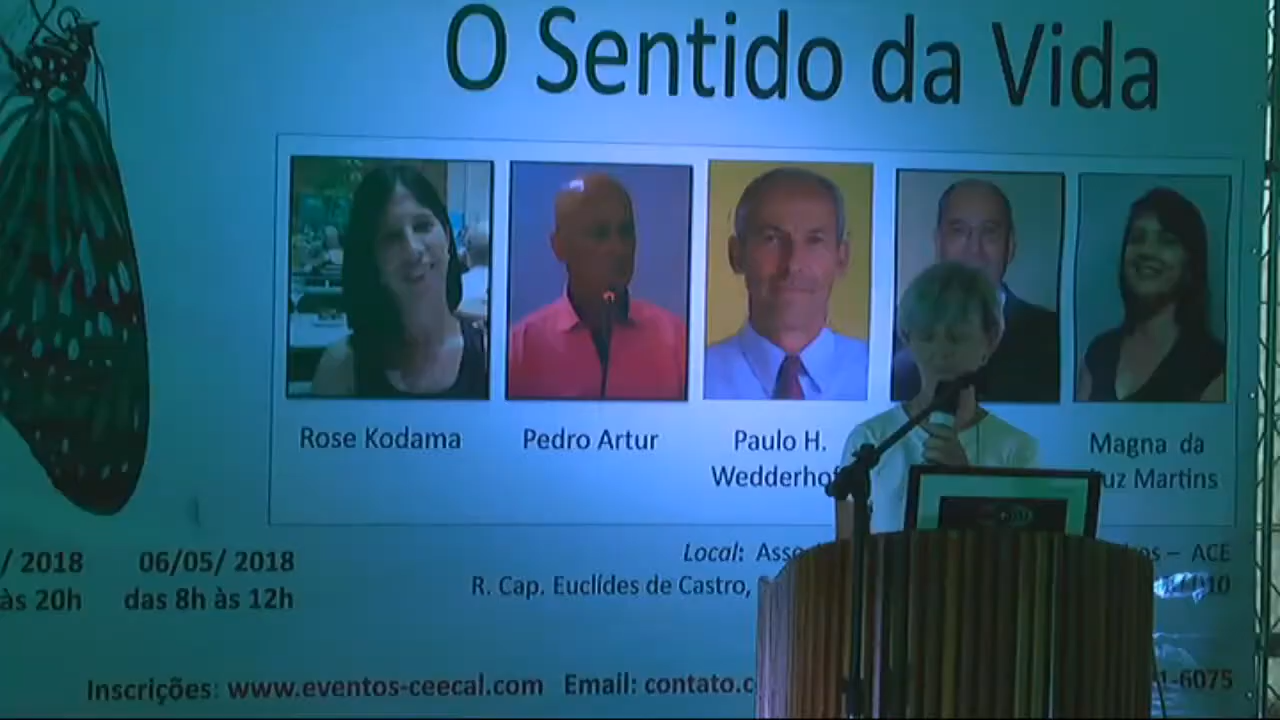 O Sentido da Vida
Rose Kodama
Pedro Artur
Paulo H.
Wedderhof
Magna da
uz Martins
/ 2018
às 20h
06/05/ 2018
das 8h às 12h
Local: Asso
os – ACE
R. Cap. Euclídes de Castro,
Inscrições: www.eventos-ceecal.com Email: contato.c
1-6075